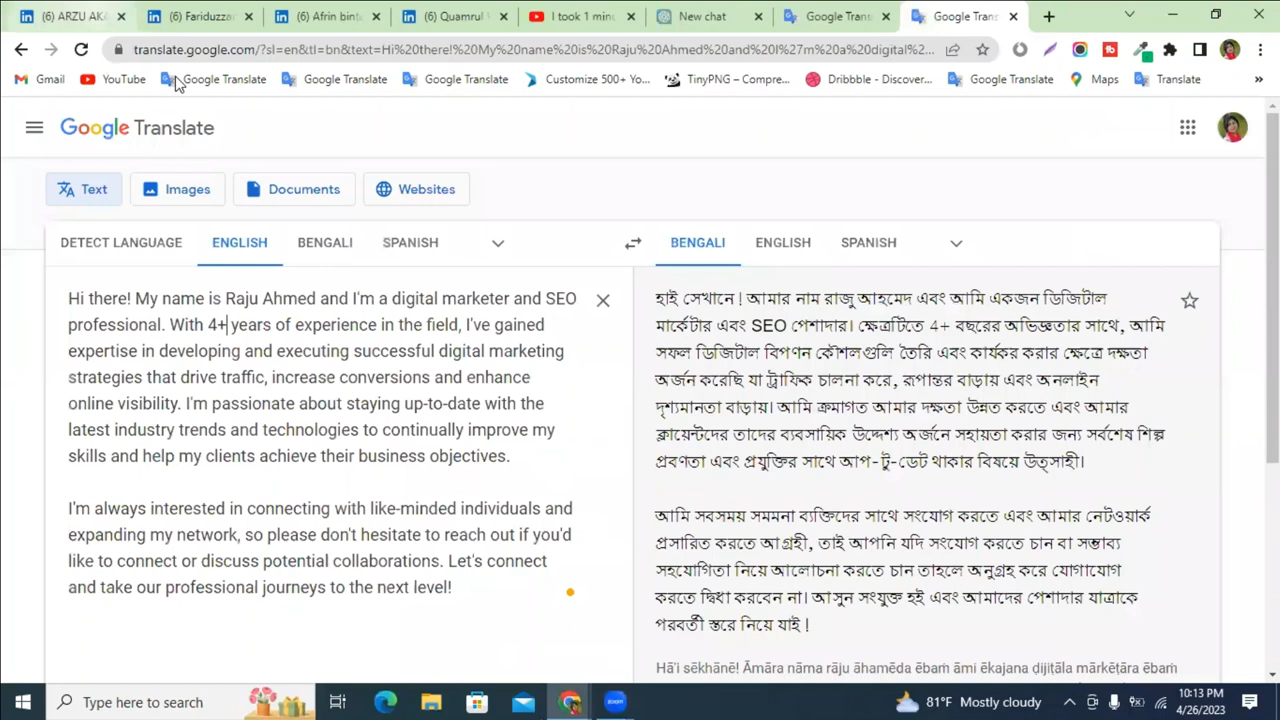 (6) ARZU AKA
(6) Fariduzza
(6) Afrin bint
(6) Quamrul
I took 1 min
New chat
Google Tran
Google Tran
translate.google.com/?sl=en&tl=bn&text=Hi%20there!%20My%20name%20is%20Raju%20Ahmed%20and%20I%27m%20a%20digital%...
Gmail
YouTube
Google Translate
Google Translate
Google Translate
Customize 500+ Yo...
TinyPNG – Compre...
Dribbble - Discover...
Google Translate
Maps
Translate
Google Translate
Text
Images
Documents
Websites
DETECT LANGUAGE
ENGLISH
BENGALI
SPANISH
BENGALI
ENGLISH
SPANISH
Hi there! My name is Raju Ahmed and I'm a digital marketer and SEO
professional. With 4+ years of experience in the field, I've gained
expertise in developing and executing successful digital marketing
strategies that drive traffic, increase conversions and enhance
online visibility. I'm passionate about staying up-to-date with the
latest industry trends and technologies to continually improve my
skills and help my clients achieve their business objectives.
I'm always interested in connecting with like-minded individuals and
expanding my network, so please don't hesitate to reach out if you'd
like to connect or discuss potential collaborations. Let's connect
and take our professional journeys to the next level!
হাই সেখানে! আমার নাম রাজু আহমেদ এবং আমি একজন ডিজিটাল
মার্কেটার এবং SEO পেশাদার। ক্ষেত্রটিতে 4+ বছরের অভিজ্ঞতার সাথে, আমি
সফল ডিজিটাল বিপণন কৌশলগুলি তৈরি এবং কার্যকর করার ক্ষেত্রে দক্ষতা
অর্জন করেছি যা ট্রাফিক চালনা করে, রূপান্তর বাড়ায় এবং অনলাইন
দৃশ্যমানতা বাড়ায়। আমি ক্রমাগত আমার দক্ষতা উন্নত করতে এবং আমার
ক্লায়েন্টদের তাদের ব্যবসায়িক উদ্দেশ্য অর্জনে সহায়তা করার জন্য সর্বশেষ শিল্প
প্রবণতা এবং প্রযুক্তির সাথে আপ-টু-ডেট থাকার বিষয়ে উত্সাহী।
আমি সবসময় সমমনা ব্যক্তিদের সাথে সংযোগ করতে এবং আমার নেটওয়ার্ক
প্রসারিত করতে আগ্রহী, তাই আপনি যদি সংযোগ করতে চান বা সম্ভাব্য
সহযোগিতা নিয়ে আলোচনা করতে চান তাহলে অনুগ্রহ করে যোগাযোগ
করতে দ্বিধা করবেন না। আসুন সংযুক্ত হই এবং আমাদের পেশাদার যাত্রাকে
পরবর্তী স্তরে নিয়ে যাই!
Hā'i sēkhānē! Āmāra nāma rāju āhamēda ēbaṁ āmi ēkajana ḍijiṭāla mārkēṭāra ēbaṁ
Type here to search
81°F Mostly cloudy
10:13 PM
4/26/2023